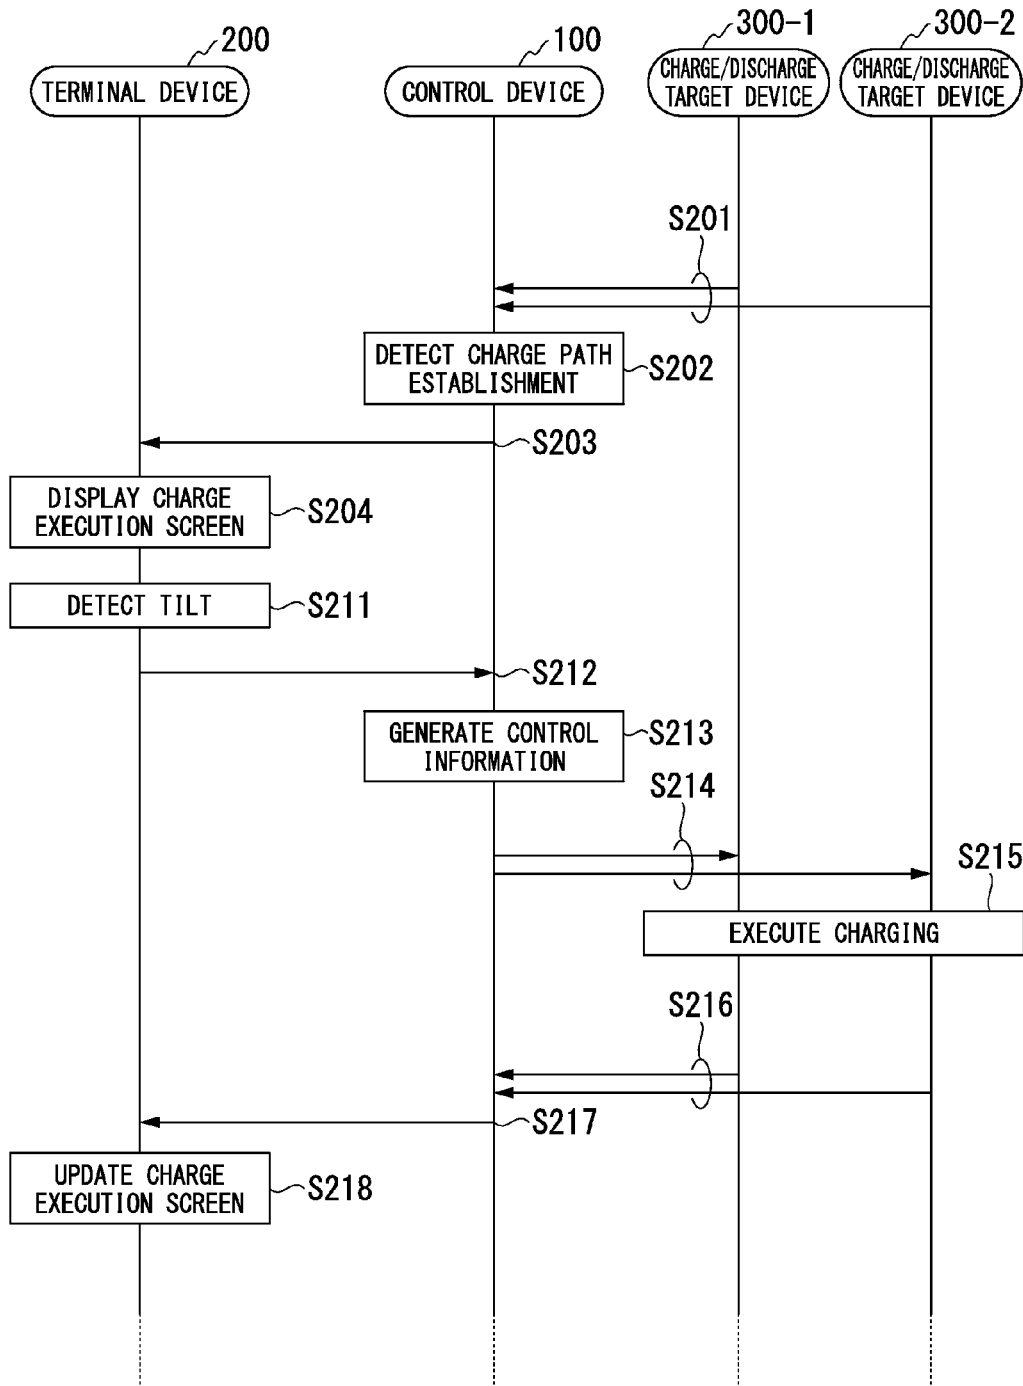 200
100
300-1
300-2
TERMINAL DEVICE
CONTROL DEVICE
CHARGE/DISCHARGE
TARGET DEVICE
CHARGE/DISCHARGE
TARGET DEVICE
S201
DETECT CHARGE PATH
ESTABLISHMENT
S202
S203
DISPLAY CHARGE
EXECUTION SCREEN
S204
DETECT TILT
S211
S212
GENERATE CONTROL
INFORMATION
S213
S214
S215
EXECUTE CHARGING
S216
S217
UPDATE CHARGE
EXECUTION SCREEN
S218